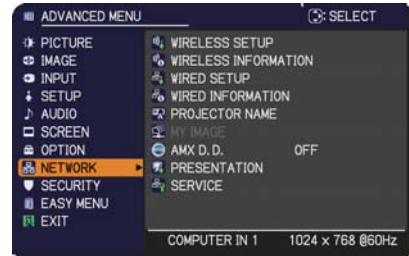 ADVANCED MENU
: SELECT
PICTURE
IMAGE
INPUT
SETUP
AUDIO
SCREEN
OPTION
NETWORK
SECURITY
EASY MENU
EXIT
WIRELESS SETUP
WIRELESS INFORMATION
WIRED SETUP
WIRED INFORMATION
PROJECTOR NAME
MY IMAGE
AMX D.D. OFF
PRESENTATION
SERVICE
COMPUTER IN 1 1024 x 768 @60Hz